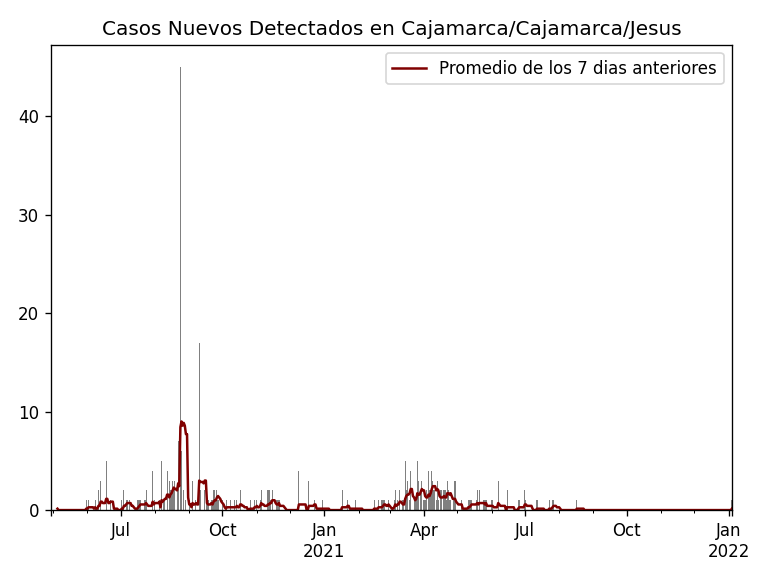 Casos Nuevos Detectados en Cajamarca/Cajamarca/Jesus
Promedio de los 7 dias anteriores
40
30
20
10
0
Jul Oct Jan Apr Jul Oct Jan
2021 2022